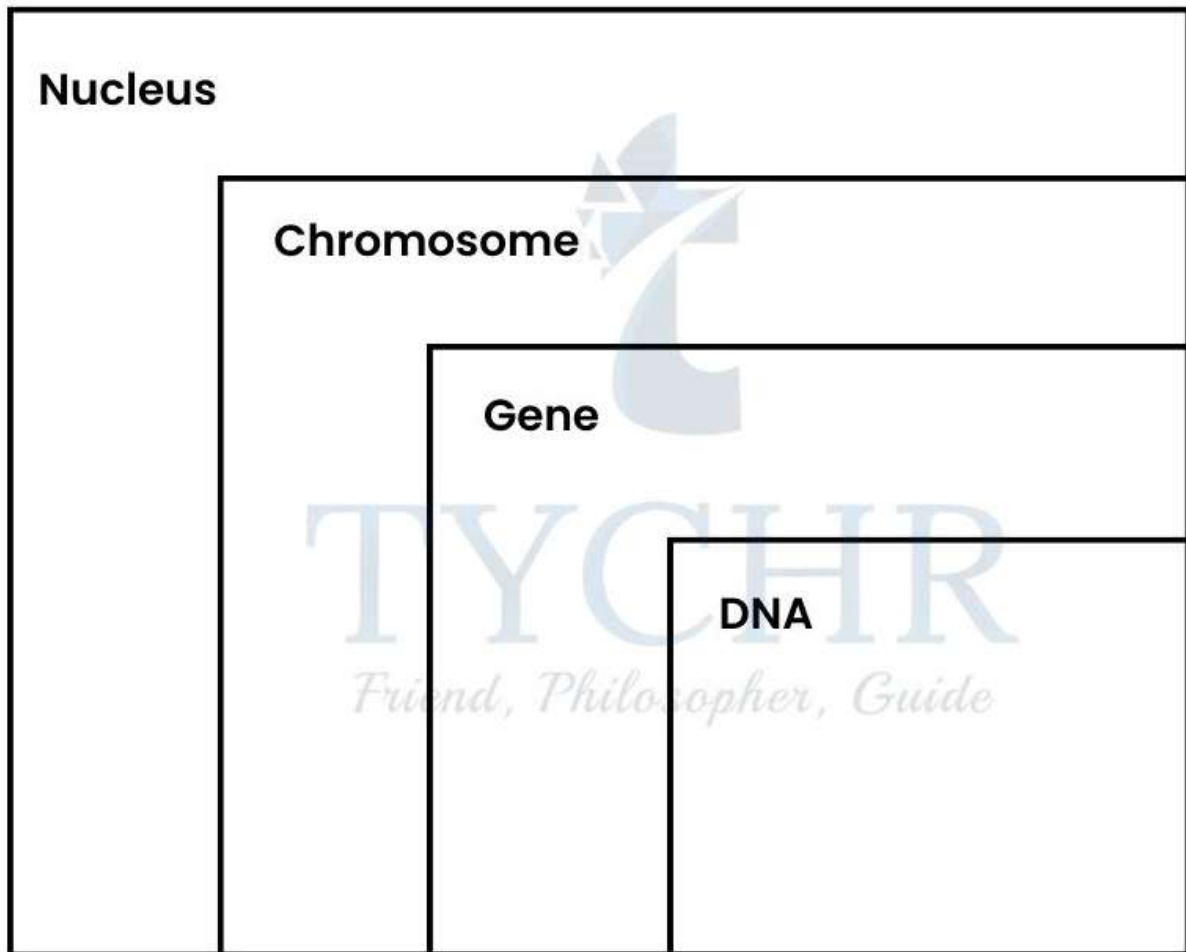 Nucleus
Chromosome
Gene
TYCHR
DNA
Friend, Philosopher, Guide